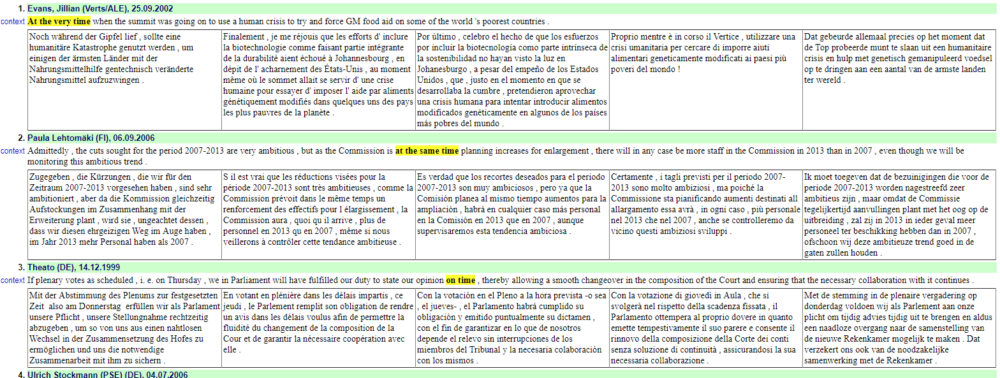 1. Evans, Jillian (Verts/ALE), 25.09.2002
context At the very time when the summit was going on to use a human crisis to try and force GM food aid on some of the world 's poorest countries .
Noch während der Gipfel lief , sollte eine
humanitäre Katastrophe genutzt werden , um
einigen der ärmsten Länder mit der
Nahrungsmittelhilfe gentechnisch veränderte
Nahrungsmittel aufzuzwingen .
Finalement , je me réjouis que les efforts d' inclure
la biotechnologie comme faisant partie intégrante
de la durabilité aient échoué à Johannesbourg , en
dépit de l' acharnement des États-Unis , au moment
même où le sommet allait se servir d' une crise
humaine pour essayer d' imposer l' aide par aliments
génétiquement modifiés dans quelques uns des pays
les plus pauvres de la planète .
Por último , celebro el hecho de que los esfuerzos
por incluir la biotecnología como parte intrínseca de
la sostenibilidad no hayan visto la luz en
Johanesburgo , a pesar del empeño de los Estados
Unidos , que , justo en el momento en que se
desarrollaba la cumbre , pretendieron aprovechar
una crisis humana para intentar introducir alimentos
modificados genéticamente en algunos de los países
más pobres del mundo .
Proprio mentre è in corso il Vertice , utilizzare una
crisi umanitaria per cercare di imporre aiuti
alimentari geneticamente modificati ai paesi più
poveri del mondo !
Dat gebeurde allemaal precies op het moment dat
de Top probeerde munt te slaan uit een humanitaire
crisis en hulp met genetisch gemanipuleerd voedsel
op te dringen aan een aantal van de armste landen
ter wereld .
2. Paula Lehtomäki (FI), 06.09.2006
context Admittedly , the cuts sought for the period 2007-2013 are very ambitious , but as the Commission is at the same time planning increases for enlargement , there will in any case be more staff in the Commission in 2013 than in 2007 , even though we will be
monitoring this ambitious trend .
Zugegeben , die Kürzungen , die wir für den
Zeitraum 2007-2013 vorgesehen haben , sind sehr
ambitioniert , aber da die Kommission gleichzeitig
Aufstockungen im Zusammenhang mit der
Erweiterung plant , wird sie , ungeachtet dessen ,
dass wir diesen ehrgeizigen Weg im Auge haben ,
im Jahr 2013 mehr Personal haben als 2007 .
S il est vrai que les réductions visées pour la
période 2007-2013 sont très ambitieuses , comme la
Commission prévoit dans le même temps un
renforcement des effectifs pour l élargissement , la
Commission aura , quoi qu il arrive , plus de
personnel en 2013 qu en 2007 , même si nous
veillerons à contrôler cette tendance ambitieuse .
Es verdad que los recortes deseados para el periodo
2007-2013 son muy ambiciosos , pero ya que la
Comisión planea al mismo tiempo aumentos para la
ampliación , habrá en cualquier caso más personal
en la Comisión en 2013 que en 2007 , aunque
supervisaremos esta tendencia ambiciosa .
Certamente , i tagli previsti per il periodo 2007-
2013 sono molto ambiziosi , ma poiché la
Commissione sta pianificando aumenti destinati all
allargamento essa avrà , in ogni caso , più personale
nel 2013 che nel 2007 , anche se controlleremo da
vicino questi ambiziosi sviluppi .
Ik moet toegeven dat de bezuinigingen die voor de
periode 2007-2013 worden nagestreefd zeer
ambitieus zijn , maar omdat de Commissie
tegelijkertijd aanvullingen plant met het oog op de
uitbreiding , zal zij in 2013 in ieder geval meer
personeel ter beschikking hebben dan in 2007 ,
ofschoon wij deze ambitieuze trend goed in de
gaten zullen houden .
3. Theato (DE), 14.12.1999
context If plenary votes as scheduled , i. e. on Thursday , we in Parliament will have fulfilled our duty to state our opinion on time , thereby allowing a smooth changeover in the composition of the Court and ensuring that the necessary collaboration with it continues .
Mit der Abstimmung des Plenums zur festgesetzten
Zeit also am Donnerstag erfüllen wir als Parlament
unsere Pflicht , unsere Stellungnahme rechtzeitig
abzugeben , um so von uns aus einen nahtlosen
Wechsel in der Zusammensetzung des Hofes zu
ermöglichen und uns die notwendige
Zusammenarbeit mit ihm zu sichern .
En votant en plénière dans les délais impartis , ce
jeudi , le Parlement remplit son obligation de rendre
un avis dans les délais voulus afin de permettre la
fluidité du changement de la composition de la
Cour et de garantir la nécessaire coopération avec
elle .
Con la votación en el Pleno a la hora prevista -o sea
, el jueves- , el Parlamento habrá cumplido su
obligación y emitido puntualmente su dictamen ,
con el fin de garantizar en lo que de nosotros
depende el relevo sin interrupciones de los
miembros del Tribunal y la necesaria colaboración
con los mismos .
Con la votazione di giovedì in Aula , che si
svolgerà nel rispetto della scadenza fissata , il
Parlamento ottempera al proprio dovere in quanto
emette tempestivamente il suo parere e consente il
rinnovo della composizione della Corte dei conti
senza soluzione di continuità , assicurandosi la sua
necessaria collaborazione .
Met de stemming in de plenaire vergadering op
donderdag voldoen wij als Parlement aan onze
plicht om tijdig advies tijdig uit te brengen en aldus
een naadloze overgang naar de samenstelling van
de nieuwe Rekenkamer mogelijk te maken . Dat
verzekert ons ook van de noodzakelijke
samenwerking met de Rekenkamer .
4. Ulrich Stockmann (PSE) (DE), 04.07.2006